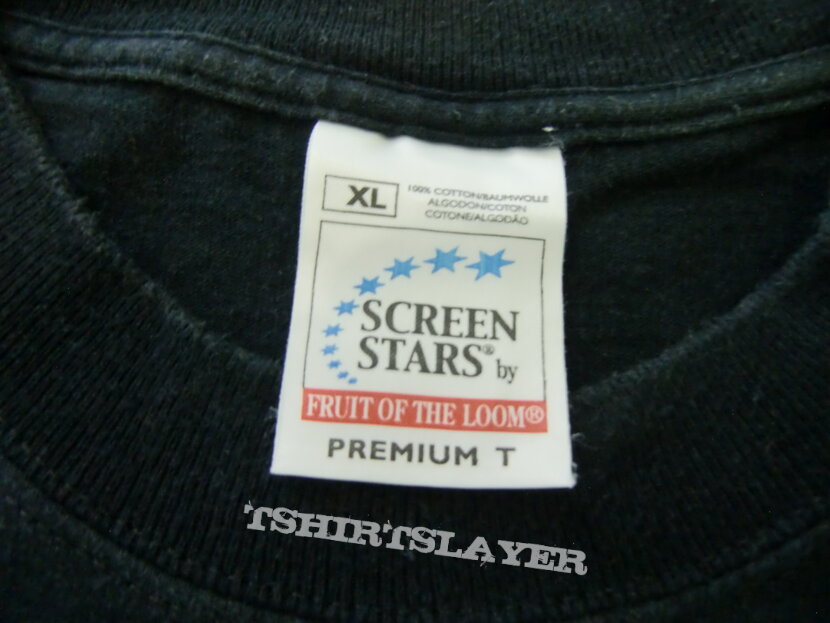 XL
100% COTTON/BAUMWOLLE
ALGODON/COTON
COTONE/ALGODÃO
SCREEN
STARS® by
FRUIT OF THE LOOM®
PREMIUM T
TSHIRTSLAYER